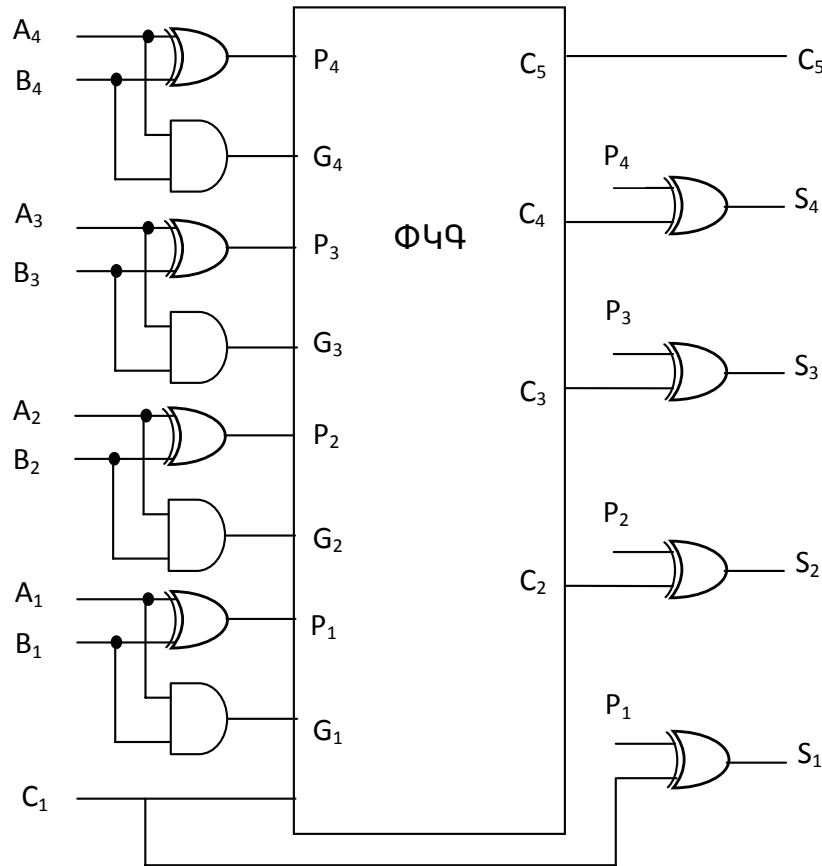 A₄
P₄
C₅
C₅
B₄
P₄
G₄
S₄
A₃
C₄
ՓԿԳ
P₃
B₃
P₃
G₃
S₃
C₃
A₂
P₂
B₂
P₂
G₂
S₂
C₂
A₁
P₁
B₁
P₁
G₁
S₁
C₁